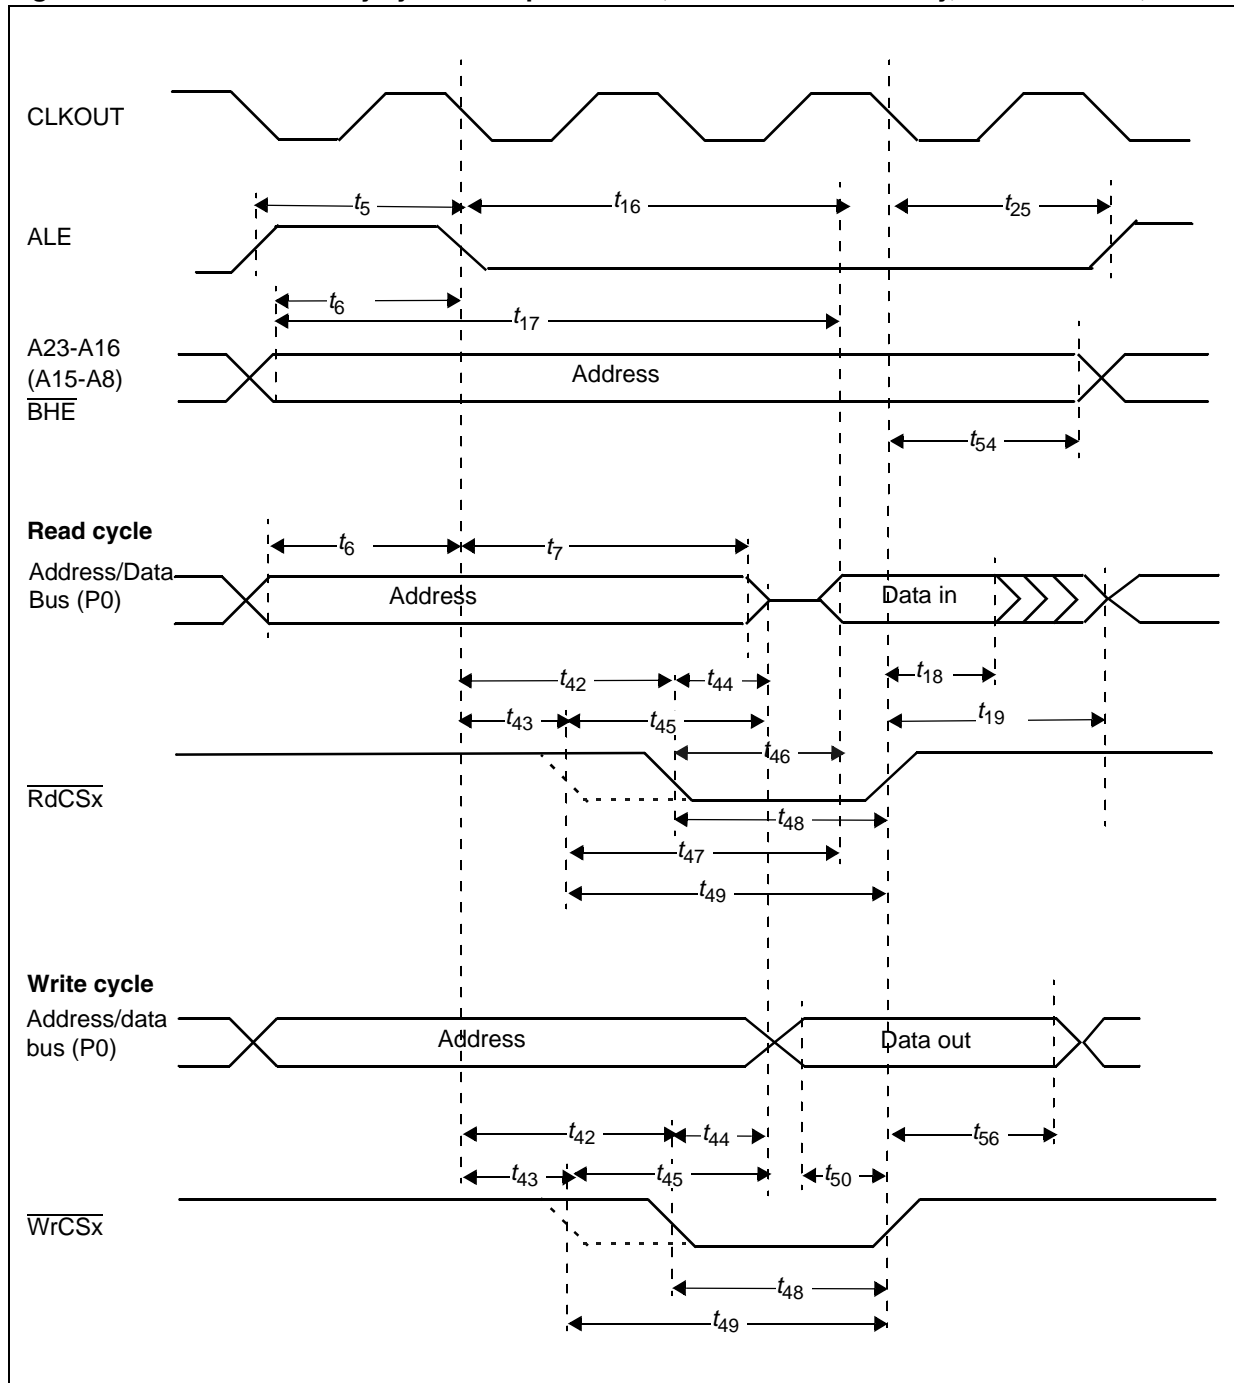 CLKOUT
t5
t16
t25
ALE
t6
t17
A23-A16
(A15-A8)
BHE
Address
t54
Read cycle
t6
t7
Address/Data
Bus (P0)
Address
Data in
t42
t44
t18
t43
t45
t19
t46
RdCSx
t48
t47
t49
Write cycle
Address/data
bus (P0)
Address
Data out
t42
t44
t56
t43
t45
t50
WrCSx
t48
t49